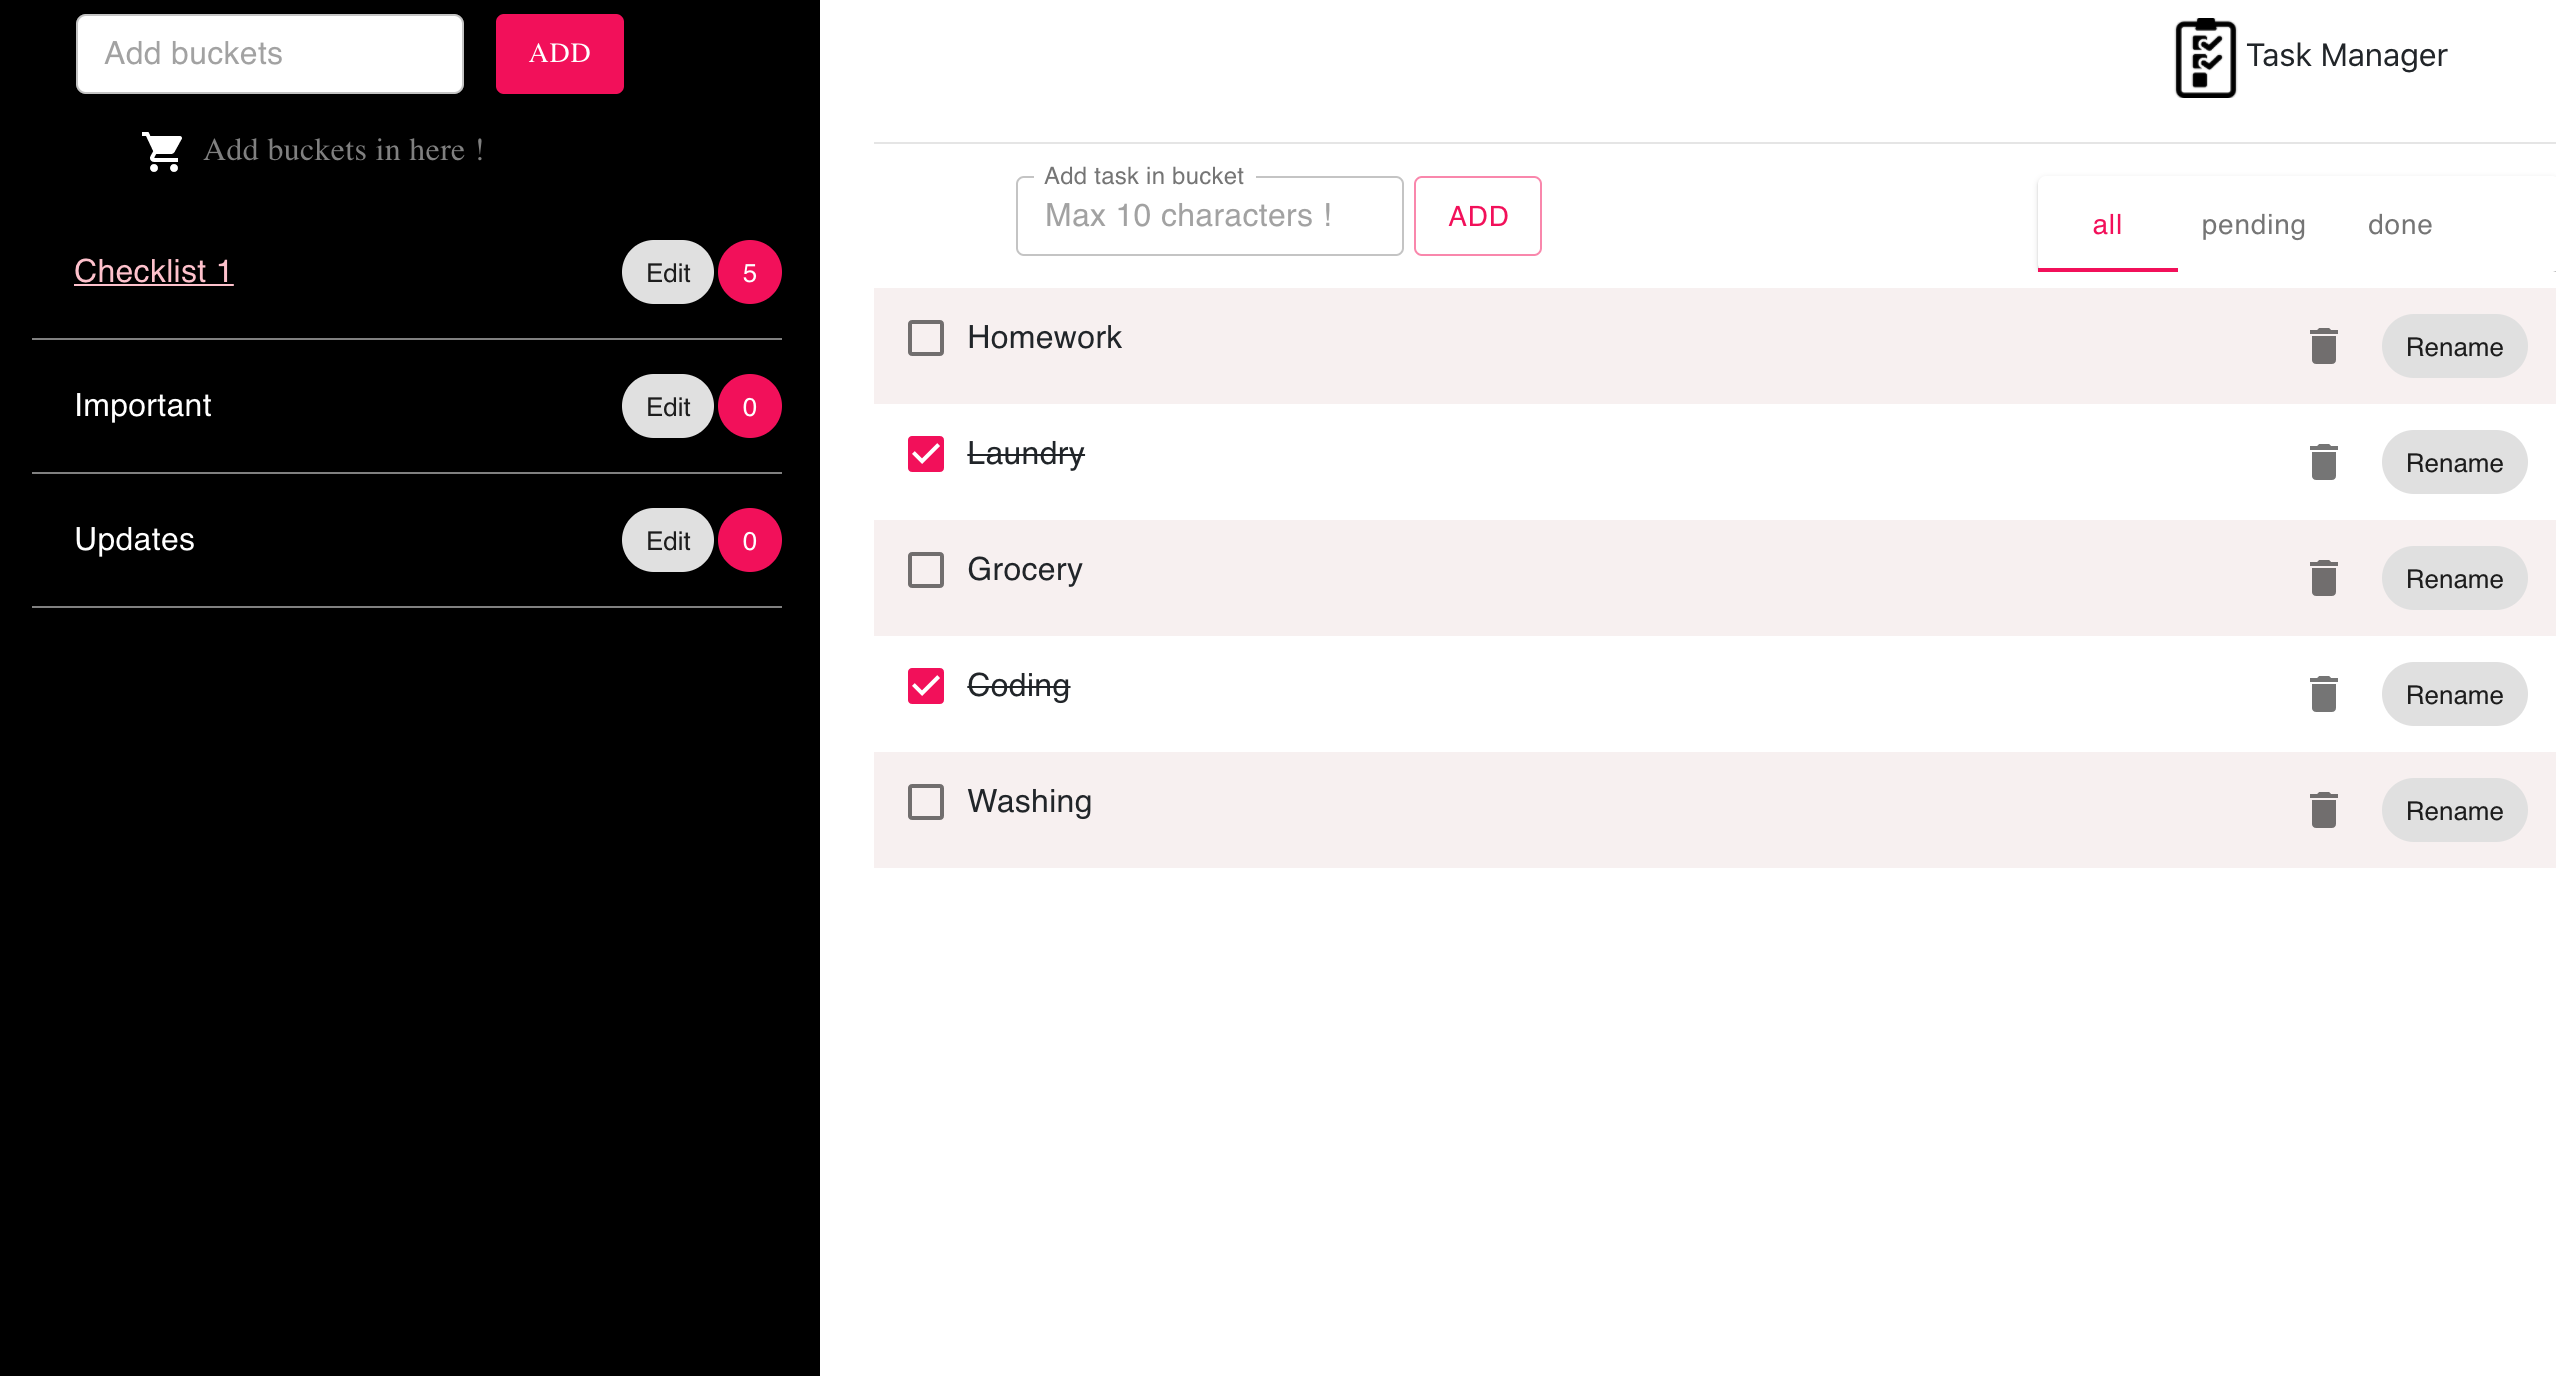 Add buckets
ADD
Add buckets in here !
Checklist 1
Edit
5
Important
Edit
0
Updates
Edit
0
Task Manager
Add task in bucket
Max 10 characters !
ADD
all
pending
done
Homework
Rename
Laundry
Rename
Grocery
Rename
Coding
Rename
Washing
Rename